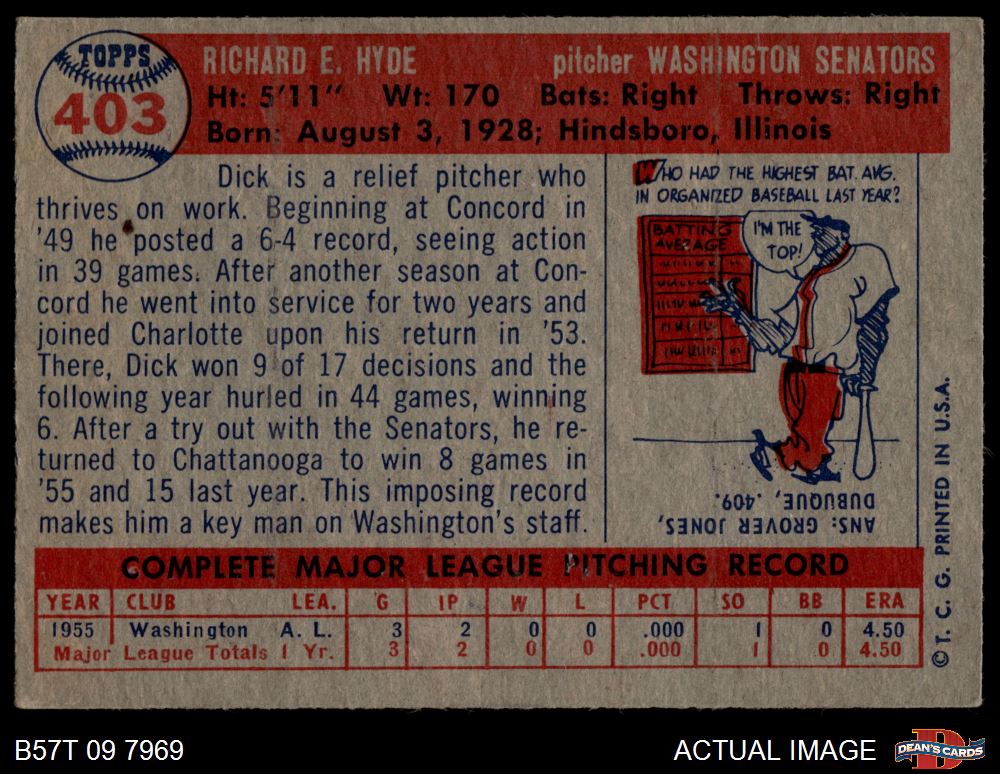 TOPPS
403
RICHARD E. HYDE pitcher WASHINGTON SENATORS
Ht: 5'11" Wt: 170 Bats: Right Throws: Right
Born: August 3, 1928; Hindsboro, Illinois
Dick is a relief pitcher who
thrives on work. Beginning at Concord in
'49 he posted a 6-4 record, seeing action
in 39 games. After another season at Con-
cord he went into service for two years and
joined Charlotte upon his return in '53.
There, Dick won 9 of 17 decisions and the
following year hurled in 44 games, winning
6. After a try out with the Senators, he re-
turned to Chattanooga to win 8 games in
'55 and 15 last year. This imposing record
makes him a key man on Washington's staff.
WHO HAD THE HIGHEST BAT. AVG.
IN ORGANIZED BASEBALL LAST YEAR?
BATTING
AVERAGE
I'M THE
TOP!
ANS: GROVER JONES,
DUBUQUE, .409.
© T. C. G. PRINTED IN U.S.A.
COMPLETE MAJOR LEAGUE PITCHING RECORD
YEAR CLUB LEA. G IP W L PCT SO BB ERA
1955 Washington A. L. 3 2 0 0 .000 1 0 4.50
Major League Totals 1 Yr. 3 2 0 0 .000 1 0 4.50
B57T 09 7969 ACTUAL IMAGE DEAN'S CARDS